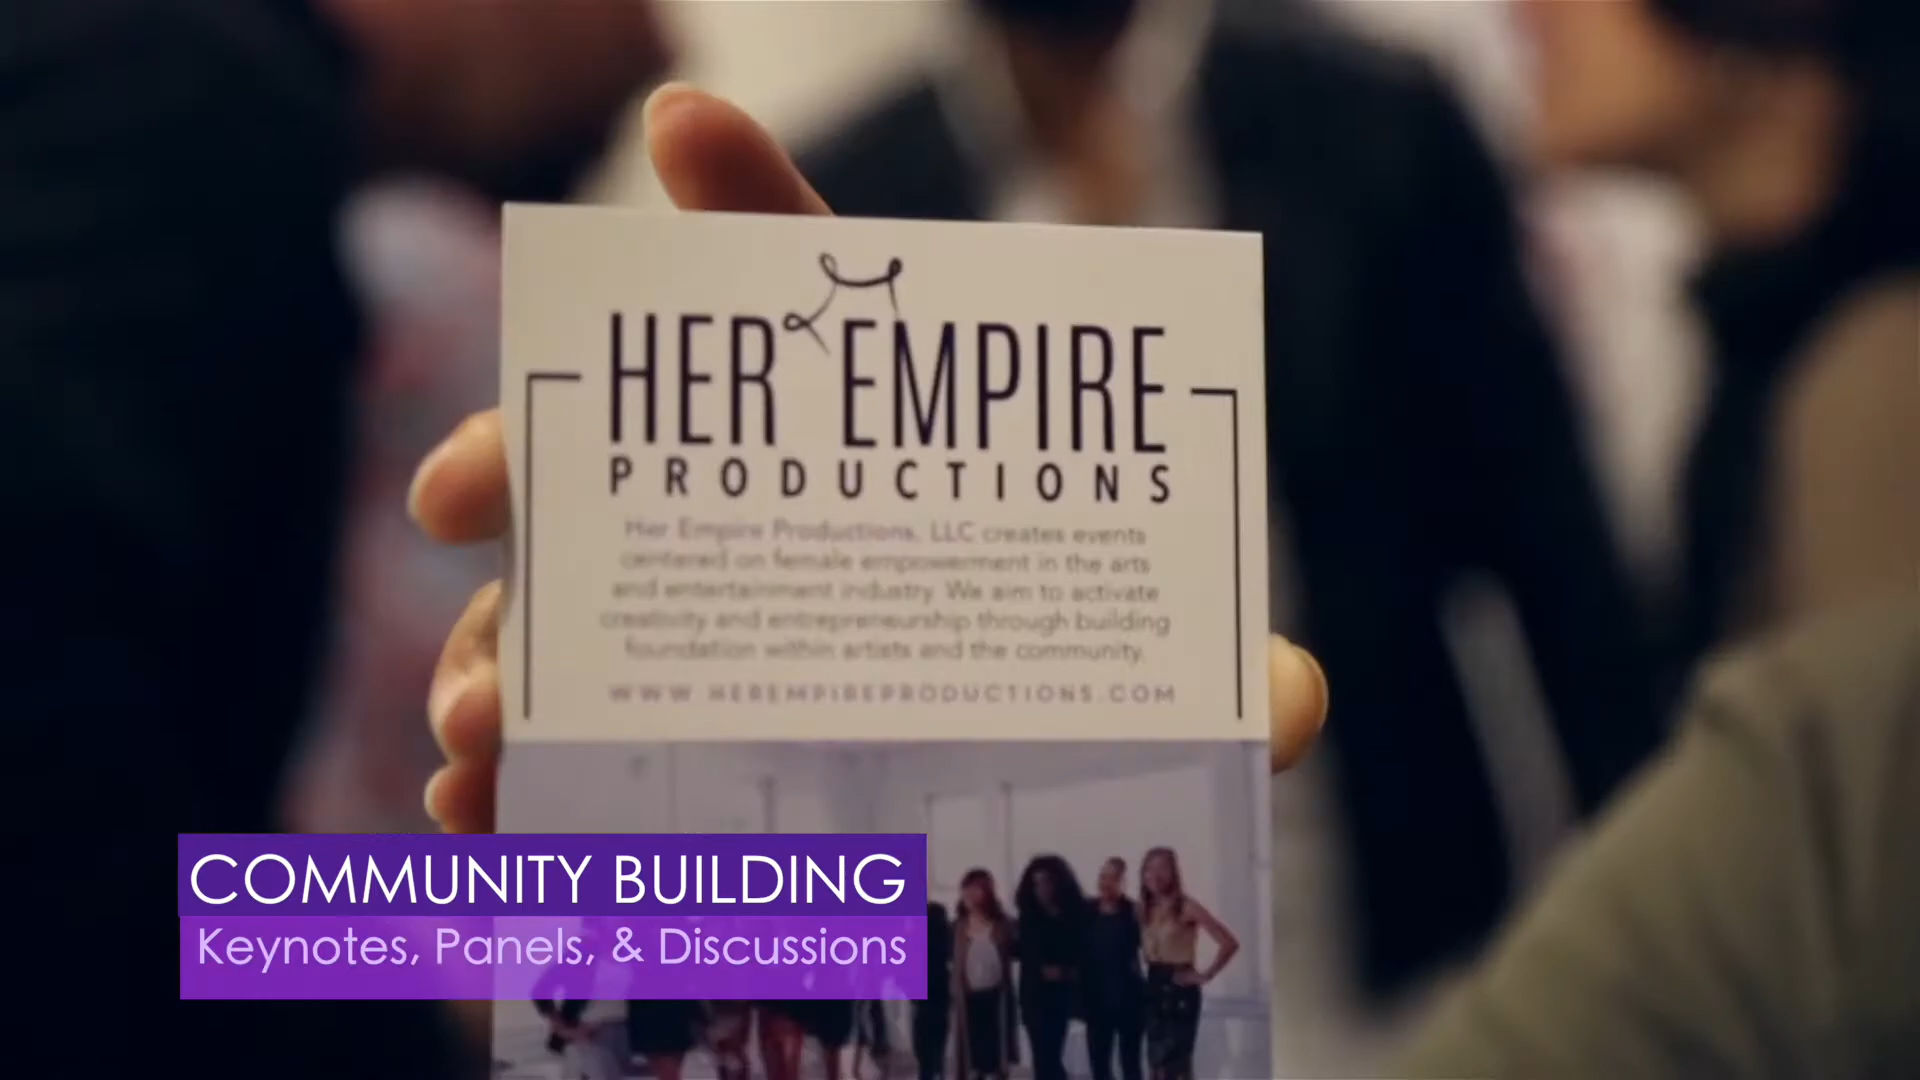 HER EMPIRE
PRODUCTIONS
Her Empire Productions, LLC creates events
centered on female empowerment in the arts
and entertainment industry. We aim to activate
creativity and entrepreneurship through building
foundation within artists and the community.
WWW.HEREMPIREPRODUCTIONS.COM
COMMUNITY BUILDING
Keynotes, Panels, & Discussions